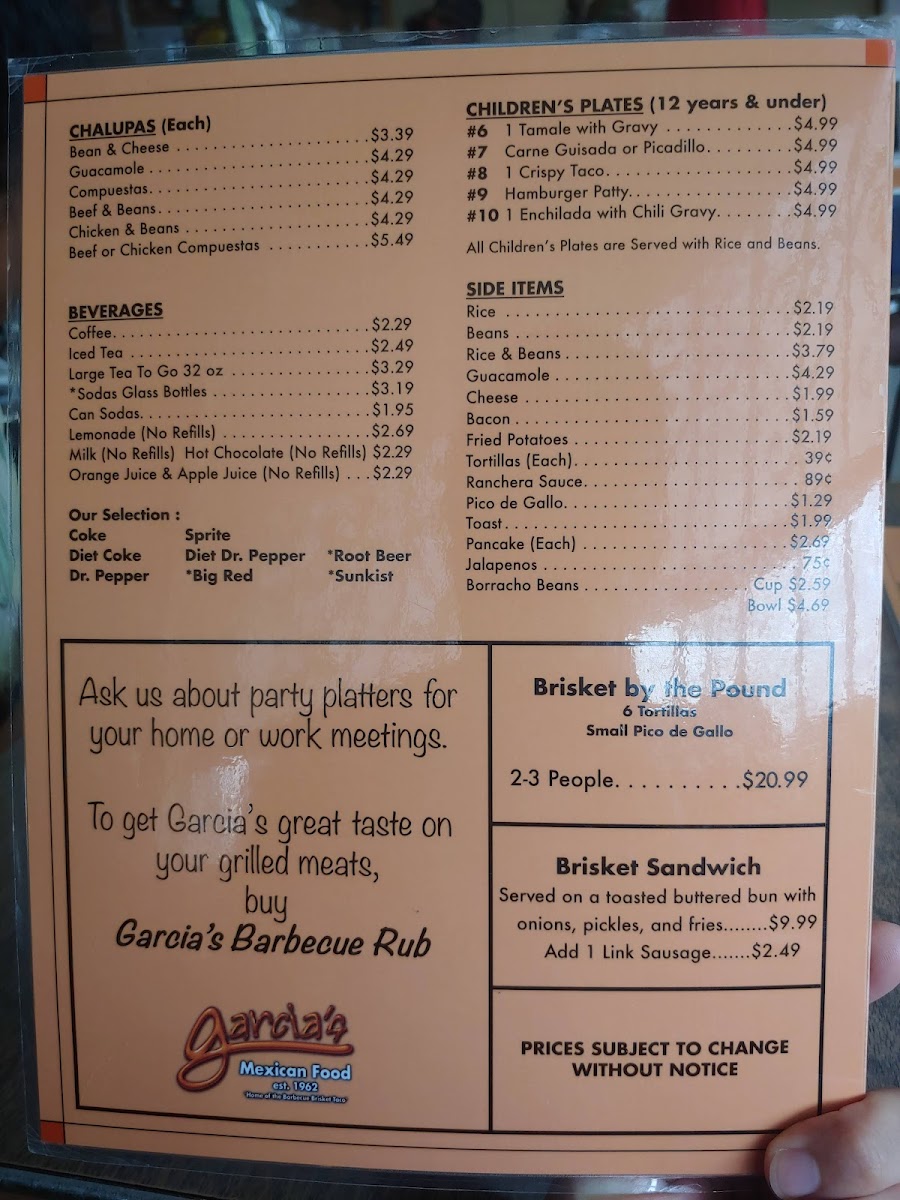 CHALUPAS (Each)
Bean & Cheese ....................$3.39
Guacamole ........................$4.29
Compuestas........................$4.29
Beef & Beans......................$4.29
Chicken & Beans ..................$4.29
Beef or Chicken Compuestas ..........$5.49
BEVERAGES
Coffee............................$2.29
Iced Tea .........................$2.49
Large Tea To Go 32 oz ..............$3.29
*Sodas Glass Bottles ................$3.19
Can Sodas.........................$1.95
Lemonade (No Refills) ...............$2.69
Milk (No Refills) Hot Chocolate (No Refills) $2.29
Orange Juice & Apple Juice (No Refills) ...$2.29
Our Selection :
Coke Sprite
Diet Coke Diet Dr. Pepper *Root Beer
Dr. Pepper *Big Red *Sunkist
CHILDREN'S PLATES (12 years & under)
#6 1 Tamale with Gravy .............$4.99
#7 Carne Guisada or Picadillo.........$4.99
#8 1 Crispy Taco...................$4.99
#9 Hamburger Patty.................$4.99
#10 1 Enchilada with Chili Gravy........$4.99
All Children's Plates are Served with Rice and Beans.
SIDE ITEMS
Rice .............................$2.19
Beans ............................$2.19
Rice & Beans.......................$3.79
Guacamole ........................$4.29
Cheese ...........................$1.99
Bacon ............................$1.59
Fried Potatoes ......................$2.19
Tortillas (Each)....................... 39¢
Ranchera Sauce...................... 89¢
Pico de Gallo.......................$1.29
Toast.............................$1.99
Pancake (Each) .....................$2.69
Jalapenos .......................... 75¢
Borracho Beans ................Cup $2.59
Bowl $4.69
Ask us about party platters for
your home or work meetings.
To get Garcia's great taste on
your grilled meats,
buy
Garcia's Barbecue Rub
Garcia's
Mexican Food
est. 1962
Home of the Barbecue Brisket Taco
Brisket by the Pound
6 Tortillas
Small Pico de Gallo
2-3 People..........$20.99
Brisket Sandwich
Served on a toasted buttered bun with
onions, pickles, and fries........$9.99
Add 1 Link Sausage.......$2.49
PRICES SUBJECT TO CHANGE
WITHOUT NOTICE